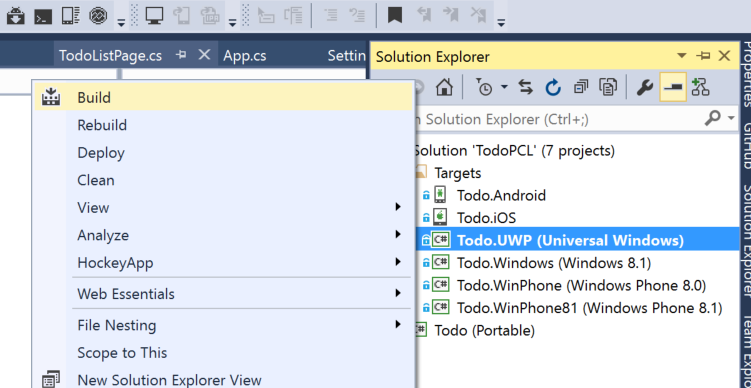 TodoListPage.cs
App.cs
Settin
Solution Explorer
Solution Explorer (Ctrl+;)
Solution 'TodoPCL' (7 projects)
Targets
Todo.Android
Todo.iOS
Todo.UWP (Universal Windows)
Todo.Windows (Windows 8.1)
Todo.WinPhone (Windows Phone 8.0)
Todo.WinPhone81 (Windows Phone 8.1)
Todo (Portable)
Build
Rebuild
Deploy
Clean
View
Analyze
HockeyApp
Web Essentials
File Nesting
Scope to This
New Solution Explorer View
Properties
GitHub
Solution Explorer
Team Explo